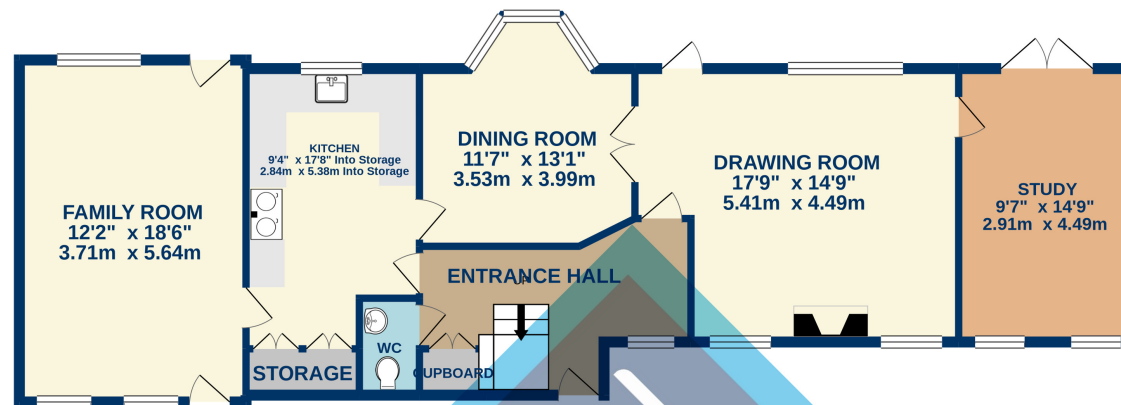 FAMILY ROOM
12'2" x 18'6"
3.71m x 5.64m
KITCHEN
9'4" x 17'8" Into Storage
2.84m x 5.38m Into Storage
DINING ROOM
11'7" x 13'1"
3.53m x 3.99m
DRAWING ROOM
17'9" x 14'9"
5.41m x 4.49m
STUDY
9'7" x 14'9"
2.91m x 4.49m
ENTRANCE HALL
UP
WC
STORAGE
CUPBOARD